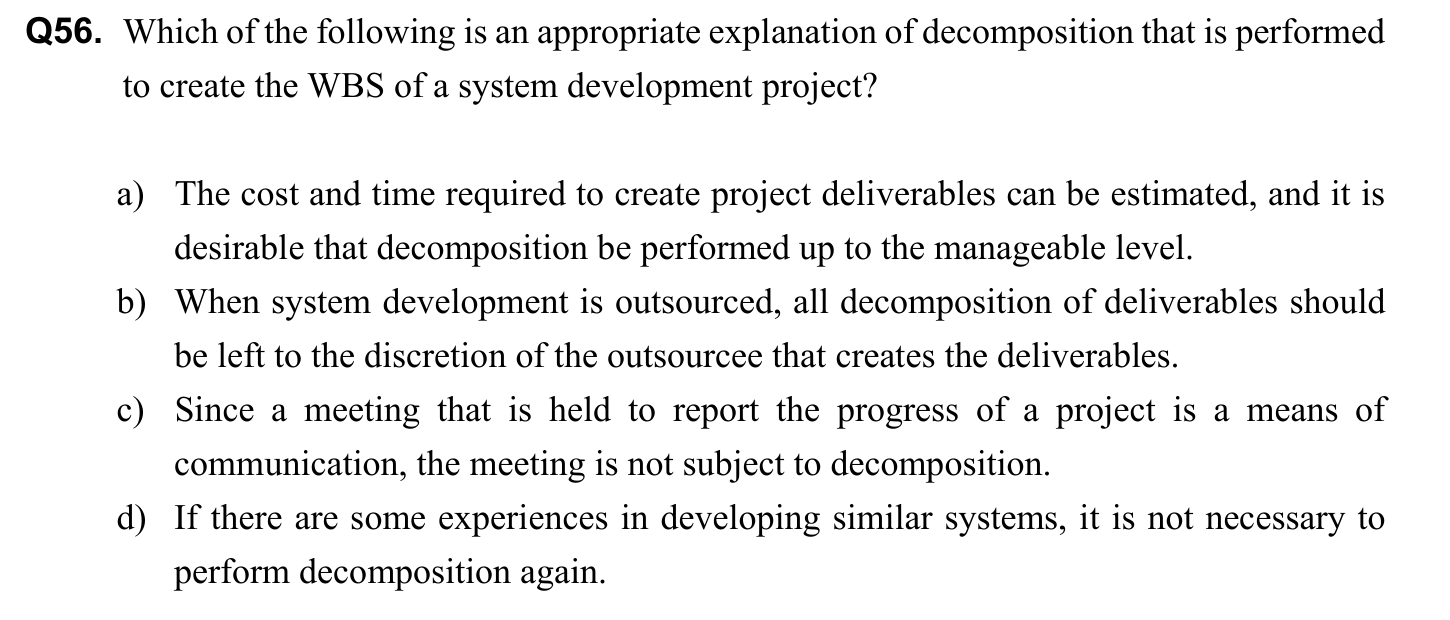 Q56. Which of the following is an appropriate explanation of decomposition that is performed
to create the WBS of a system development project?
a) The cost and time required to create project deliverables can be estimated, and it is
desirable that decomposition be performed up to the manageable level.
b) When system development is outsourced, all decomposition of deliverables should
be left to the discretion of the outsourcee that creates the deliverables.
c) Since a meeting that is held to report the progress of a project is a means of
communication, the meeting is not subject to decomposition.
d) If there are some experiences in developing similar systems, it is not necessary to
perform decomposition again.